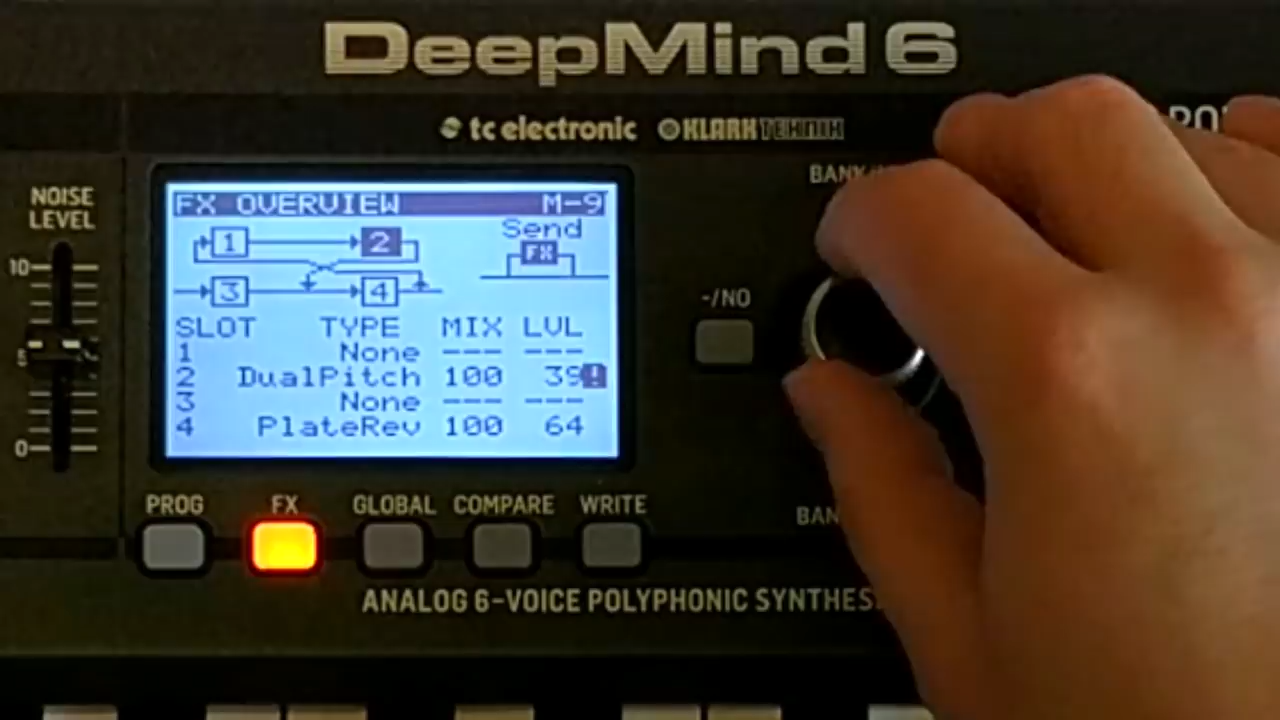 DeepMind 6
tc electronic KLARK TEKNIK
NOISE
LEVEL
10
5
0
FX OVERVIEW M-9
1 2
Send
FX
3 4
SLOT TYPE MIX LVL
1 None --- ---
2 DualPitch 100 39!
3 None --- ---
4 PlateRev 100 64
-/NO
PROG FX GLOBAL COMPARE WRITE
ANALOG 6-VOICE POLYPHONIC